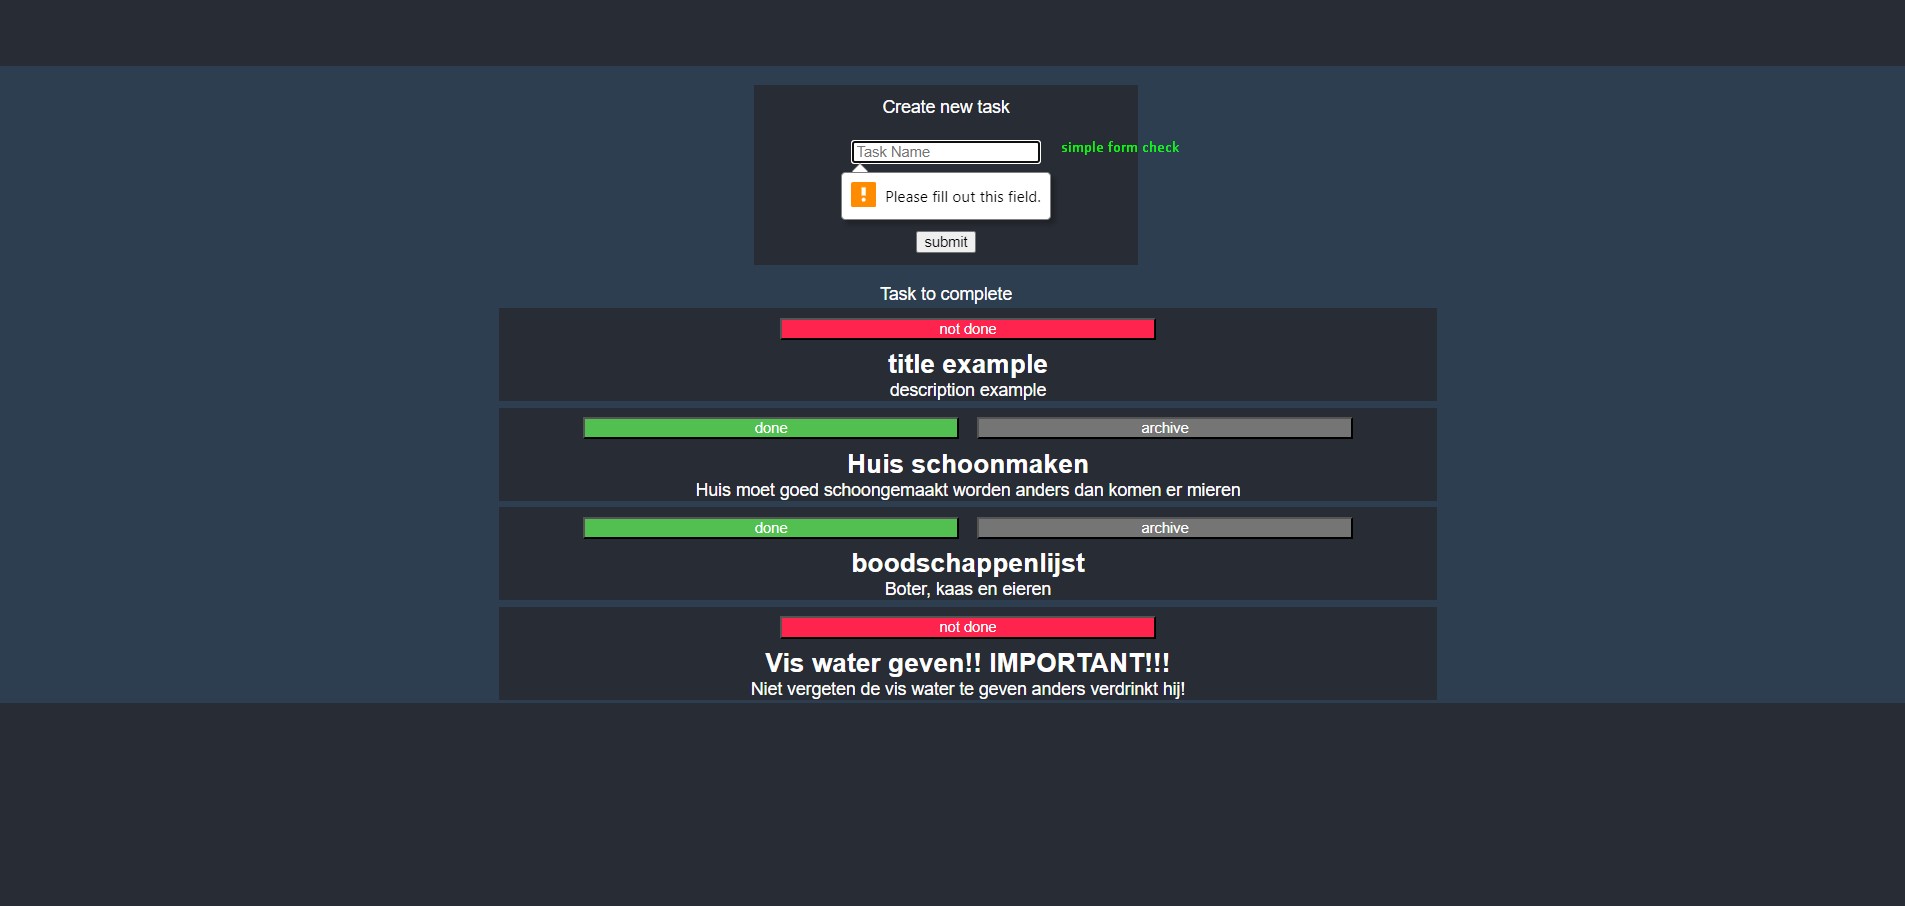 Create new task
Task Name
simple form check
Please fill out this field.
submit
Task to complete
not done
title example
description example
done archive
Huis schoonmaken
Huis moet goed schoongemaakt worden anders dan komen er mieren
done archive
boodschappenlijst
Boter, kaas en eieren
not done
Vis water geven!! IMPORTANT!!!
Niet vergeten de vis water te geven anders verdrinkt hij!